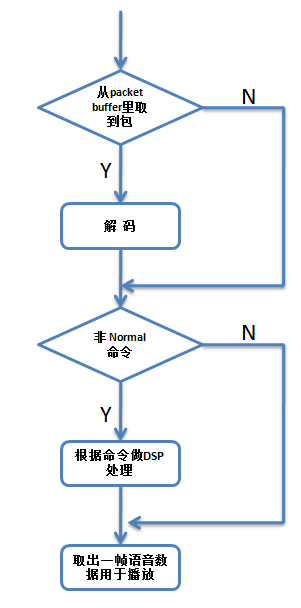 从packet
buffer里取
到包
N
Y
解 码
非 Normal
命令
N
Y
根据命令做DSP
处理
取出一帧语音数
据用于播放